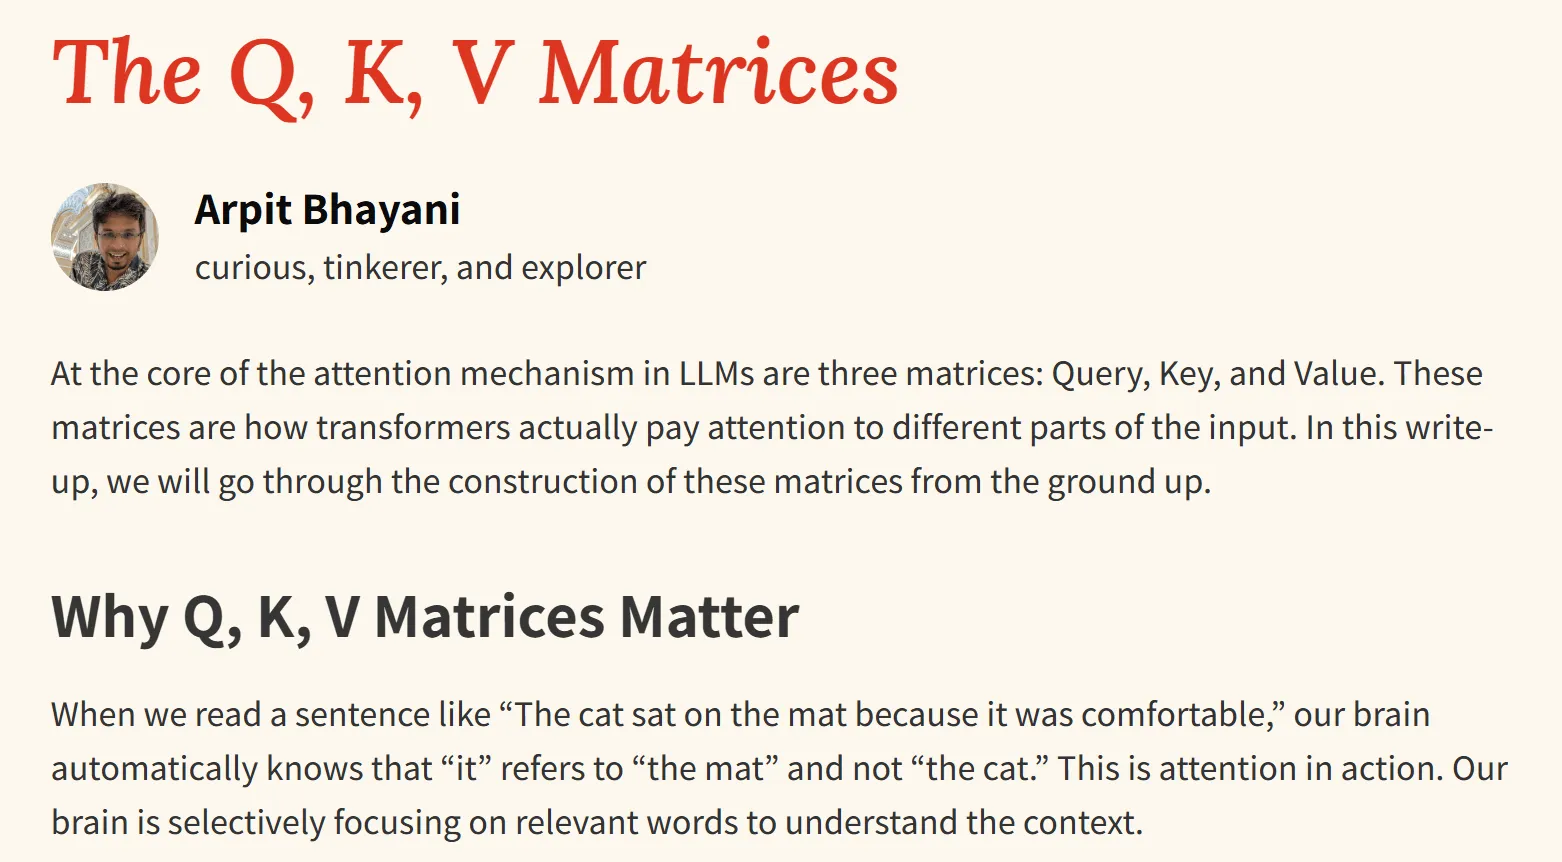 The Q, K, V Matrices
Arpit Bhayani
curious, tinkerer, and explorer
At the core of the attention mechanism in LLMs are three matrices: Query, Key, and Value. These
matrices are how transformers actually pay attention to different parts of the input. In this write-
up, we will go through the construction of these matrices from the ground up.
Why Q, K, V Matrices Matter
When we read a sentence like “The cat sat on the mat because it was comfortable,” our brain
automatically knows that “it” refers to “the mat” and not “the cat.” This is attention in action. Our
brain is selectively focusing on relevant words to understand the context.